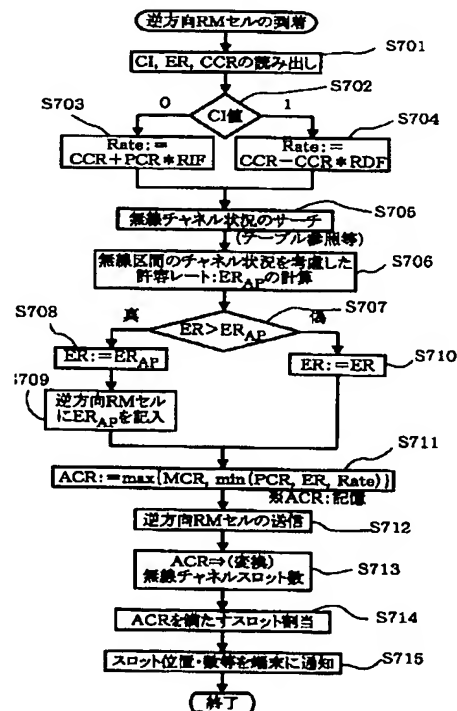 逆方向RMセルの到着
S701
CI, ER, CCRの読み出し
S702
S703
0
CI値
1
S704
Rate:=
CCR+PCR*RIF
Rate:=
CCR-CCR*RDF
S705
無線チャネル状況のサーチ
(テーブル参照等)
無線区間のチャネル状況を考慮した
許容レート:ERAPの計算
S706
S707
S708
真
ER>ERAP
偽
ER:=ERAP
ER:=ER
S710
S709
逆方向RMセル
にERAPを記入
S711
ACR:=max{MCR, min(PCR, ER, Rate)}
※ACR:記憶
逆方向RMセルの送信
S712
ACR⇒(変換)
無線チャネルスロット数
S713
ACRを満たすスロット割当
S714
スロット位置・数等を端末に通知
S715
終了